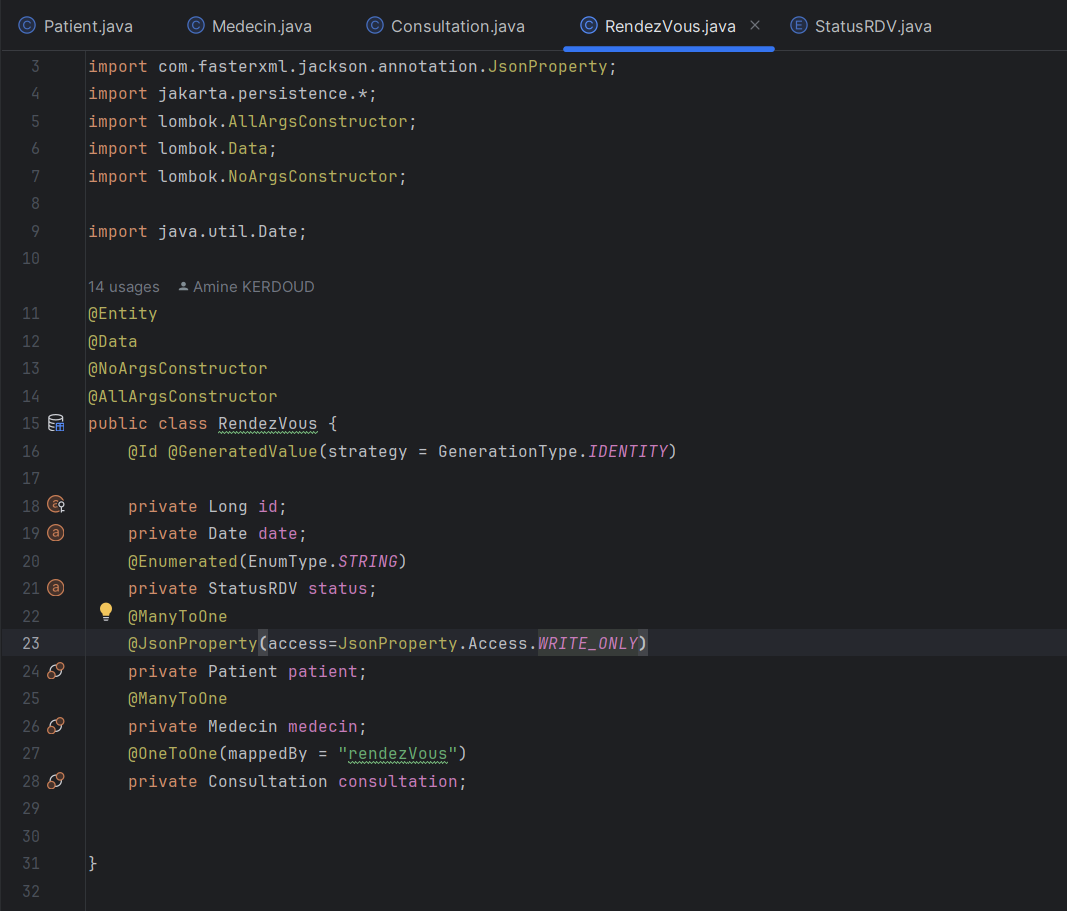 Patient.java Medecin.java Consultation.java RendezVous.java StatusRDV.java
3 import com.fasterxml.jackson.annotation.JsonProperty;
4 import jakarta.persistence.*;
5 import lombok.AllArgsConstructor;
6 import lombok.Data;
7 import lombok.NoArgsConstructor;
8
9 import java.util.Date;
10
14 usages Amine KERDOUD
11 @Entity
12 @Data
13 @NoArgsConstructor
14 @AllArgsConstructor
15 public class RendezVous {
16 @Id @GeneratedValue(strategy = GenerationType.IDENTITY)
17
18 private Long id;
19 private Date date;
20 @Enumerated(EnumType.STRING)
21 private StatusRDV status;
22 @ManyToOne
23 @JsonProperty(access=JsonProperty.Access.WRITE_ONLY)
24 private Patient patient;
25 @ManyToOne
26 private Medecin medecin;
27 @OneToOne(mappedBy = "rendezVous")
28 private Consultation consultation;
29
30
31 }
32